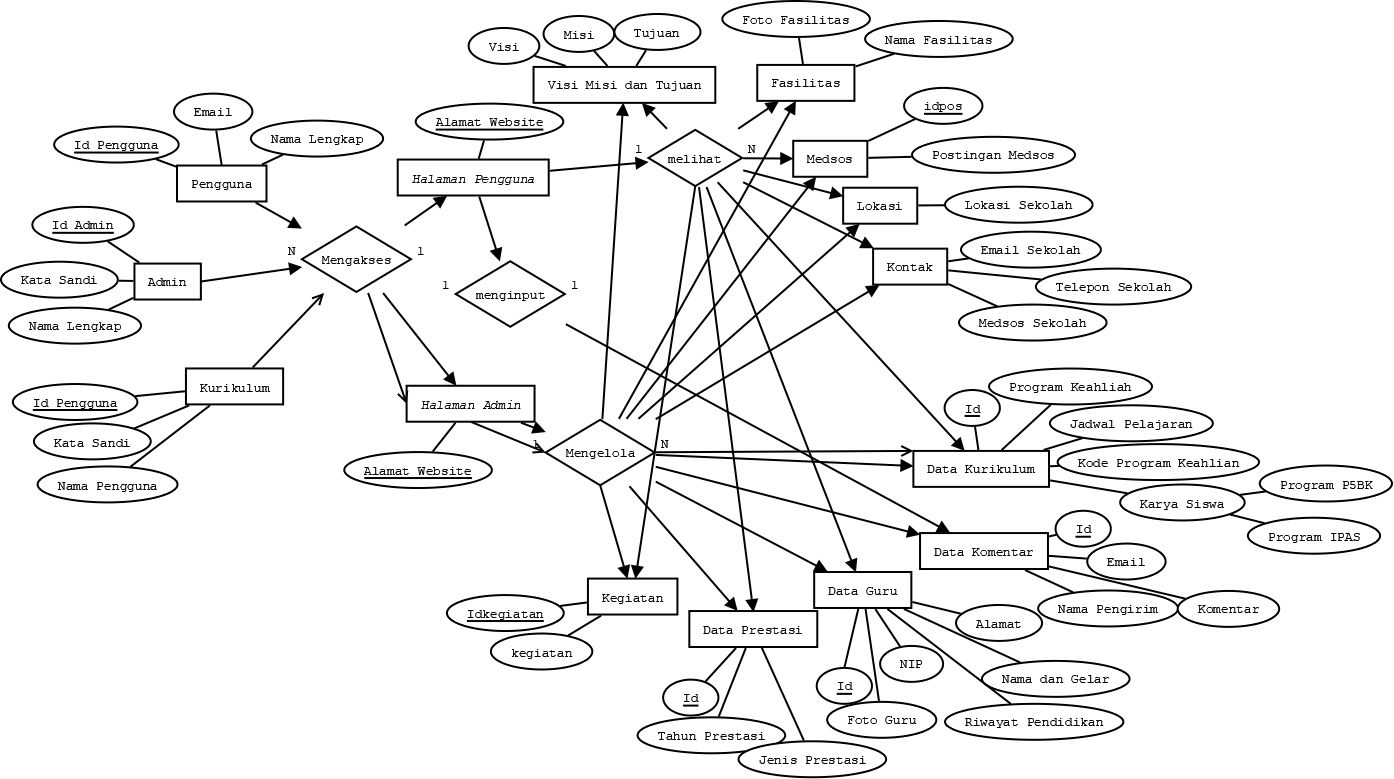 Foto Fasilitas
Visi
Misi
Tujuan
Nama Fasilitas
Visi Misi dan Tujuan
Fasilitas
Email
Alamat Website
idpos
Id Pengguna
Nama Lengkap
1
melihat
N
Medsos
Postingan Medsos
Pengguna
Halaman Pengguna
Lokasi
Lokasi Sekolah
Id Admin
N
Mengakses
1
Email Sekolah
Kata Sandi
Admin
Kontak
Telepon Sekolah
1
menginput
1
Nama Lengkap
Medsos Sekolah
Kurikulum
Program Keahliah
Id Pengguna
Halaman Admin
Id
Jadwal Pelajaran
Kata Sandi
1
Mengelola
N
Kode Program Keahlian
Alamat Website
Data Kurikulum
Nama Pengguna
Karya Siswa
Program P5BK
Id
Program IPAS
Data Komentar
Email
Kegiatan
Data Guru
Idkegiatan
Nama Pengirim
Komentar
Data Prestasi
Alamat
kegiatan
NIP
Nama dan Gelar
Id
Id
Foto Guru
Riwayat Pendidikan
Tahun Prestasi
Jenis Prestasi